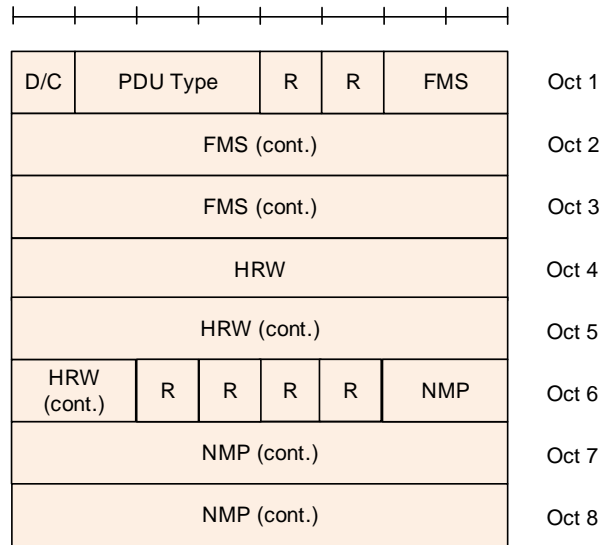 D/C PDU Type R R FMS Oct 1
FMS (cont.) Oct 2
FMS (cont.) Oct 3
HRW Oct 4
HRW (cont.) Oct 5
HRW (cont.) R R R R NMP Oct 6
NMP (cont.) Oct 7
NMP (cont.) Oct 8